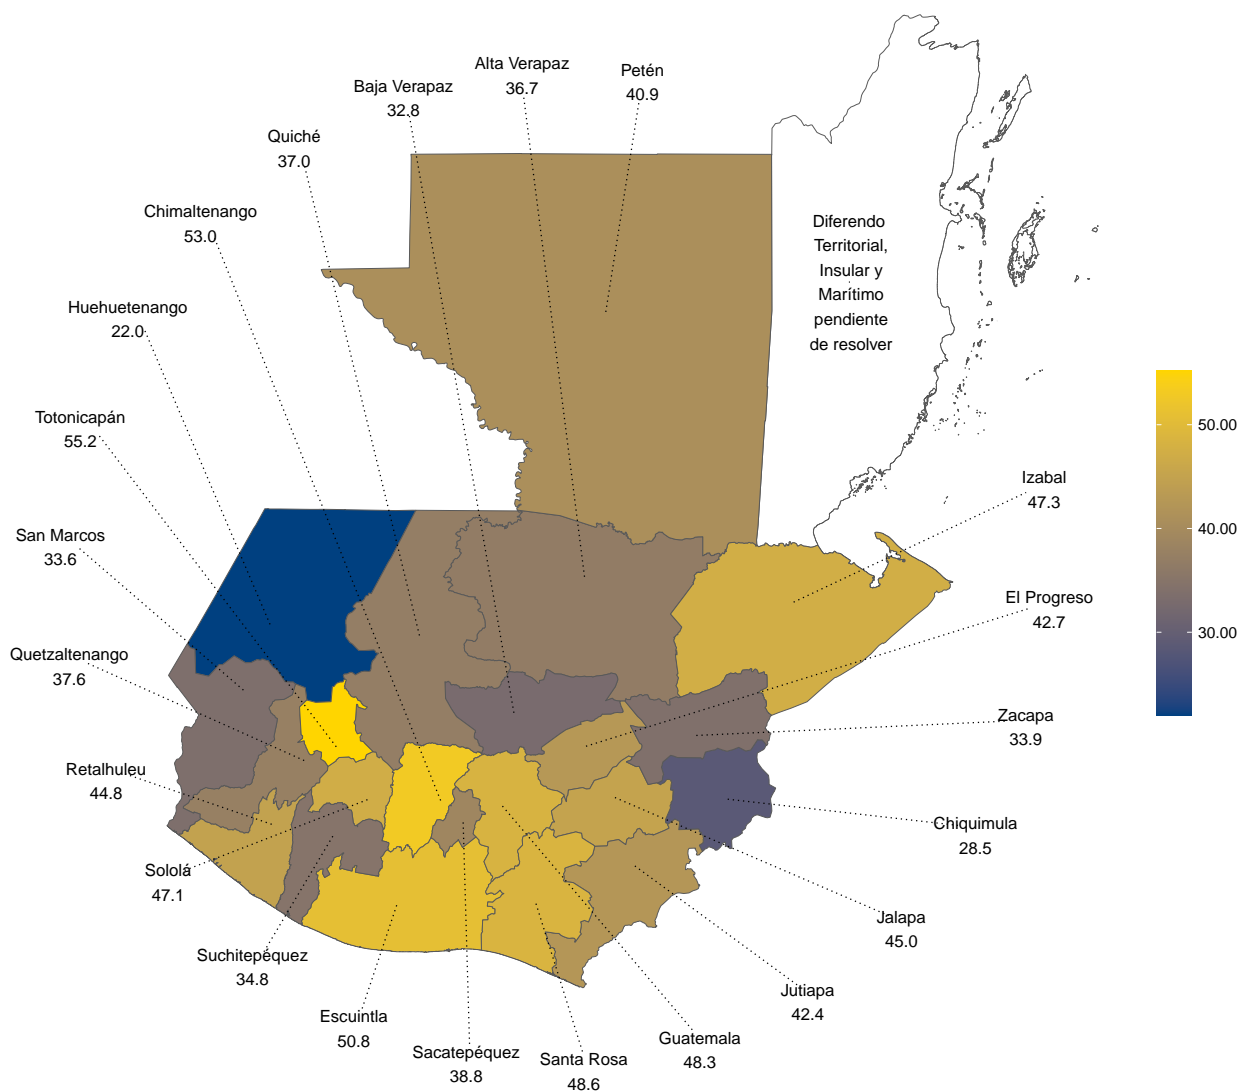 Alta Verapaz
36.7
Petén
40.9
Baja Verapaz
32.8
Quiché
37.0
Chimaltenango
53.0
Diferendo
Territorial,
Insular y
Marítimo
pendiente
de resolver
Huehuetenango
22.0
Totonicapán
55.2
50.00
40.00
30.00
Izabal
47.3
San Marcos
33.6
El Progreso
42.7
Quetzaltenango
37.6
Zacapa
33.9
Retalhuleu
44.8
Chiquimula
28.5
Sololá
47.1
Jalapa
45.0
Suchitepéquez
34.8
Jutiapa
42.4
Escuintla
50.8
Guatemala
48.3
Sacatepéquez
38.8
Santa Rosa
48.6